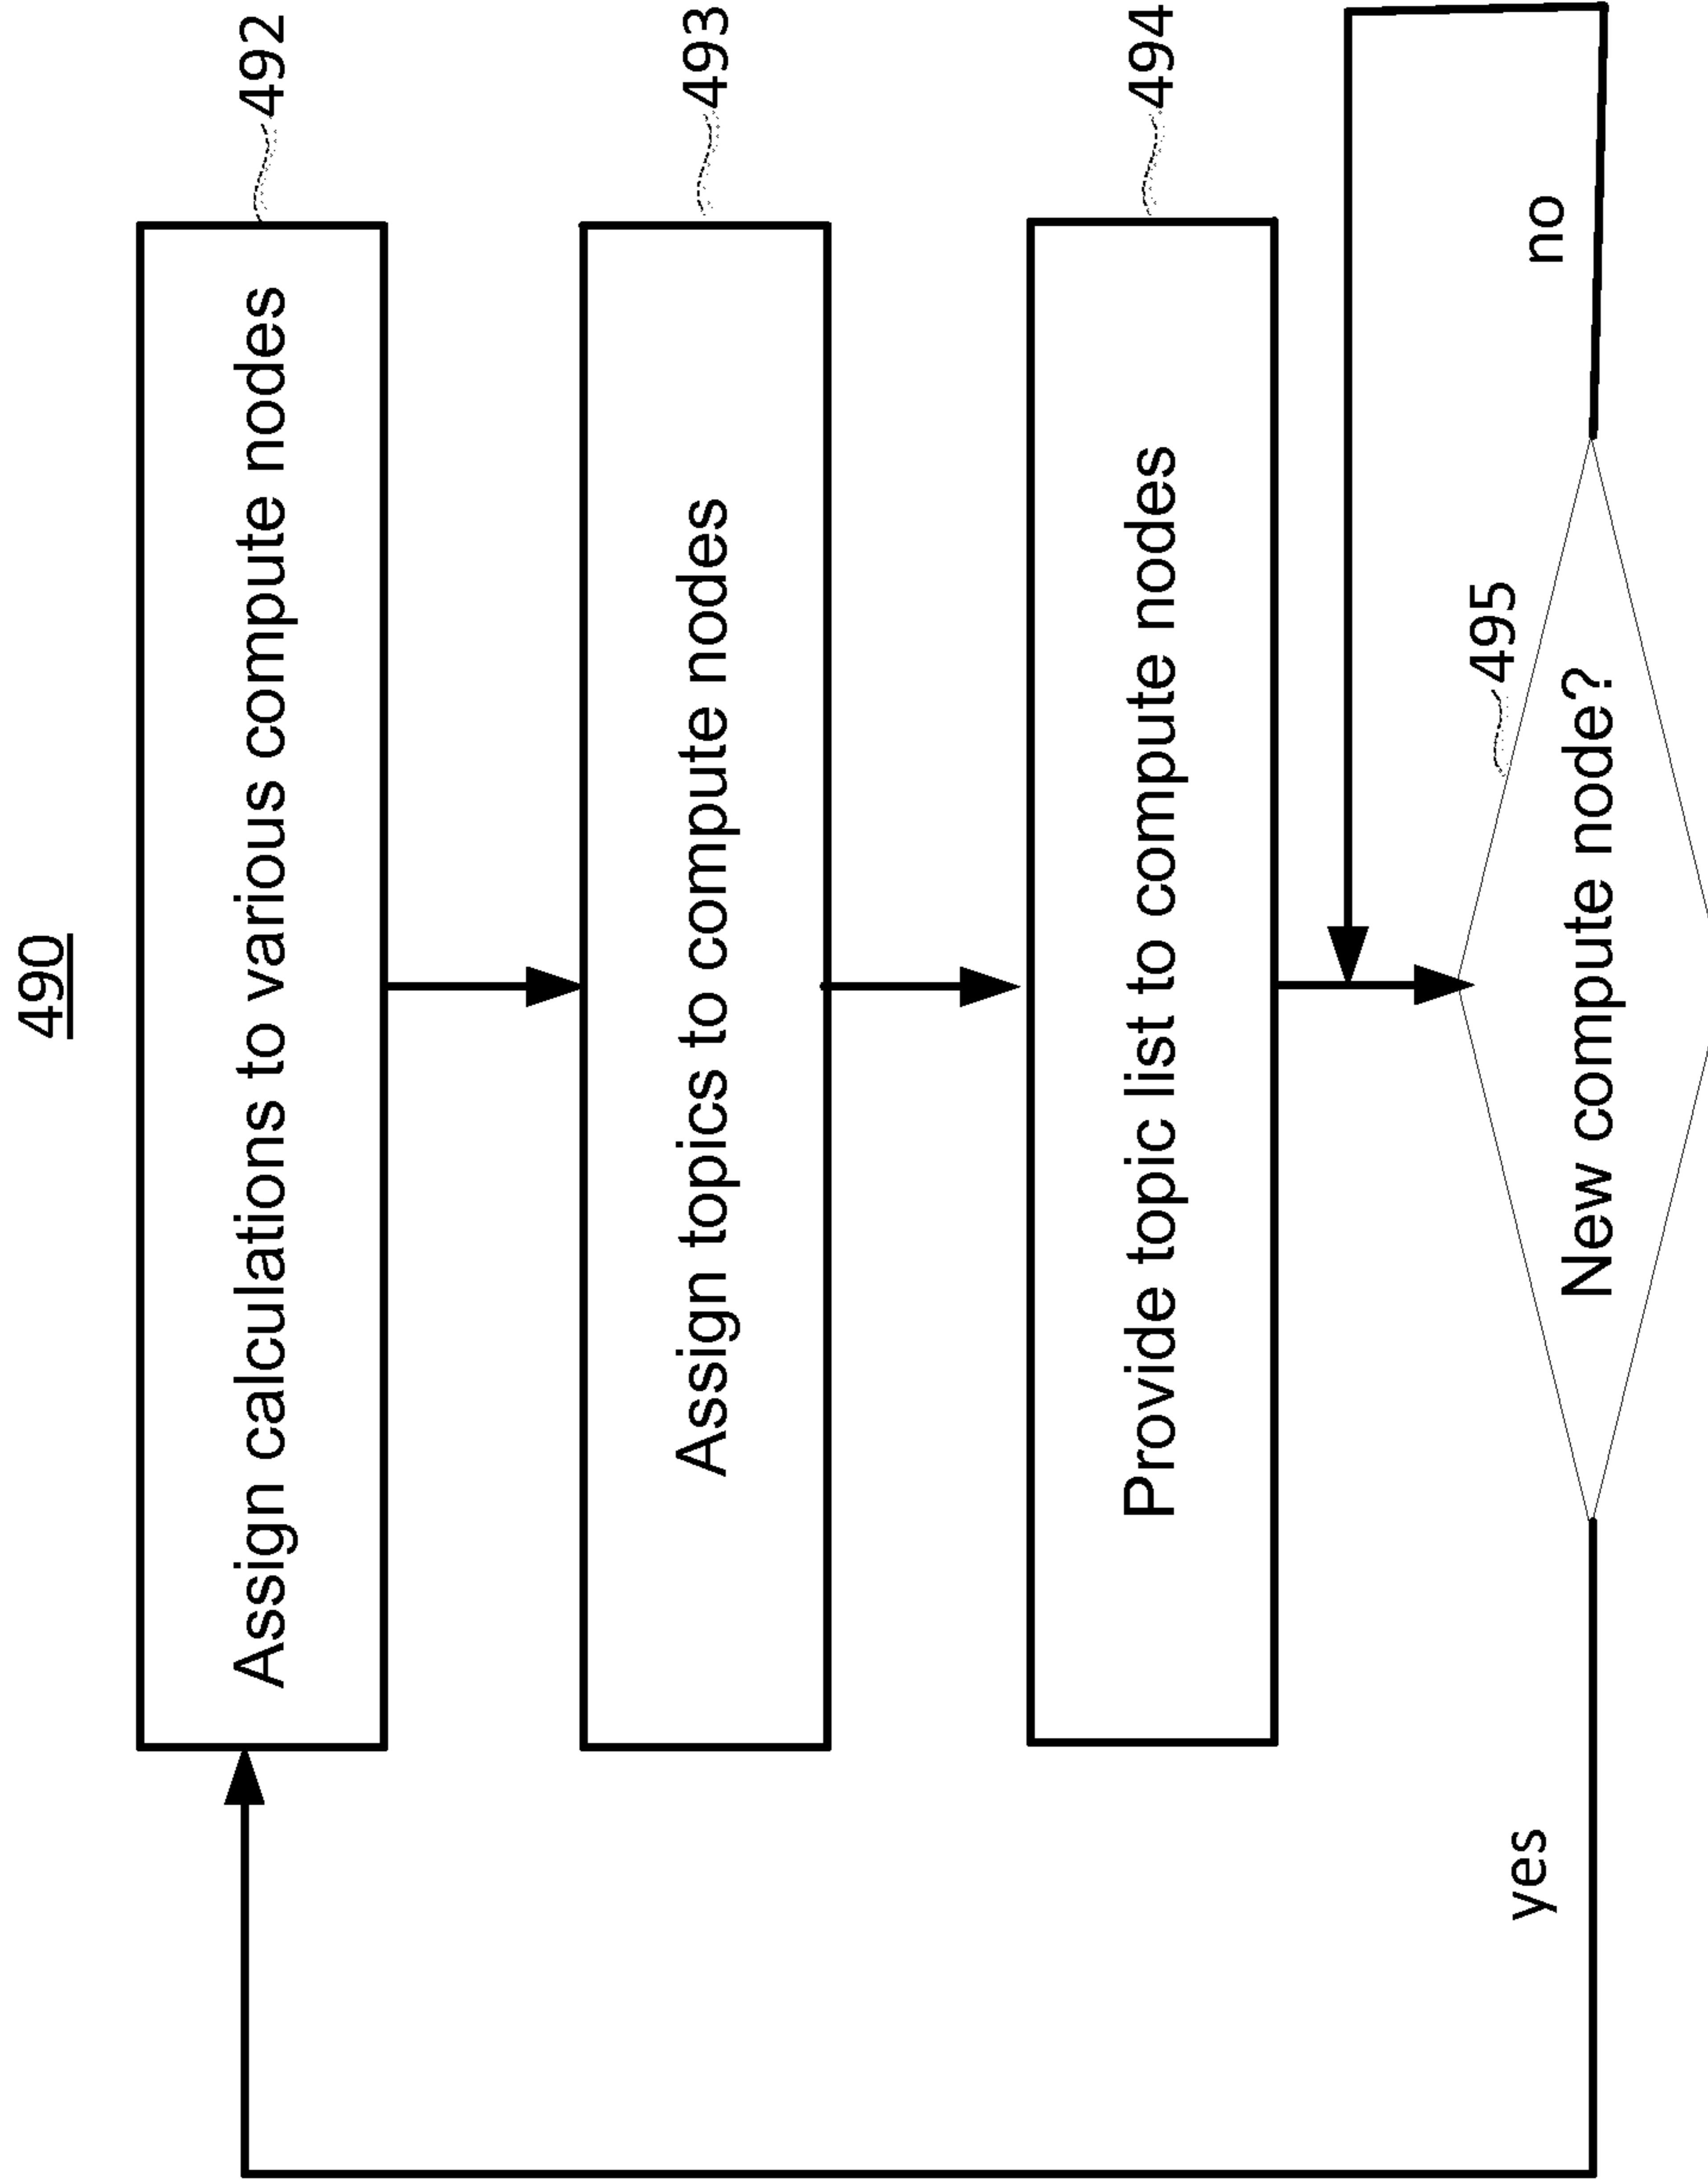 490
Assign calculations to various compute nodes
492
Assign topics to compute nodes
493
Provide topic list to compute nodes
494
495
New compute node?
yes
no